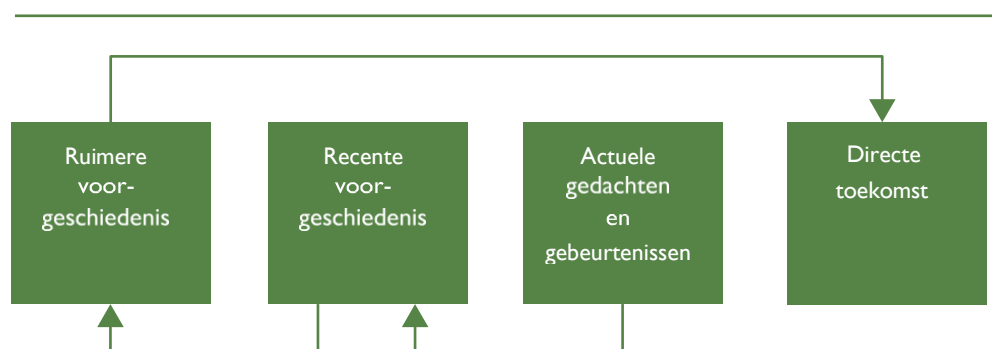 Ruimere
voor-
geschiedenis
Recente
voor-
geschiedenis
Actuele
gedachten
en
gebeurtenissen
Directe
toekomst